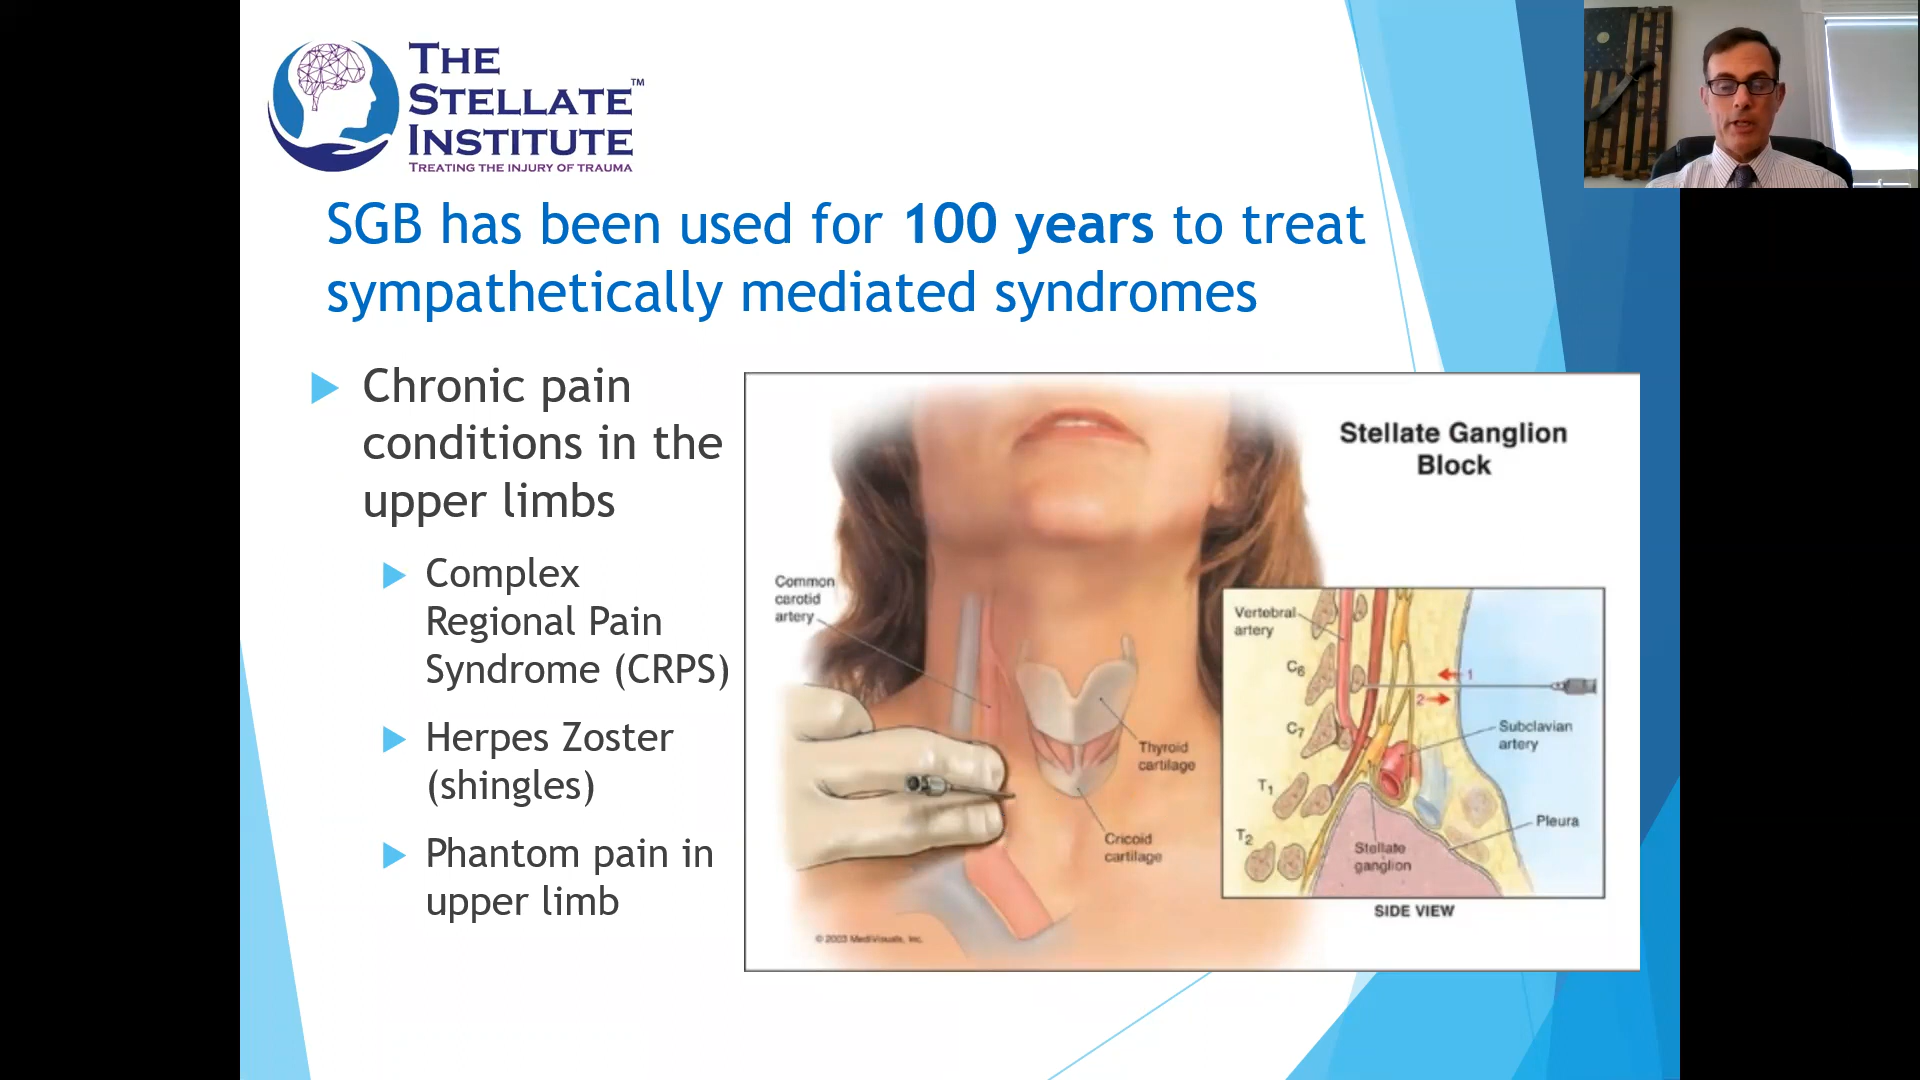 THE
STELLATE™
INSTITUTE
TREATING THE INJURY OF TRAUMA
SGB has been used for 100 years to treat
sympathetically mediated syndromes
Chronic pain
conditions in the
upper limbs
Complex
Regional Pain
Syndrome (CRPS)
Herpes Zoster
(shingles)
Phantom pain in
upper limb
Stellate Ganglion
Block
Common
carotid
artery
Thyroid
cartilage
Cricoid
cartilage
© 2003 MediVisuals, Inc.
Vertebral
artery
C6
1
2
C7
Subclavian
artery
T1
Pleura
T2
Stellate
ganglion
SIDE VIEW